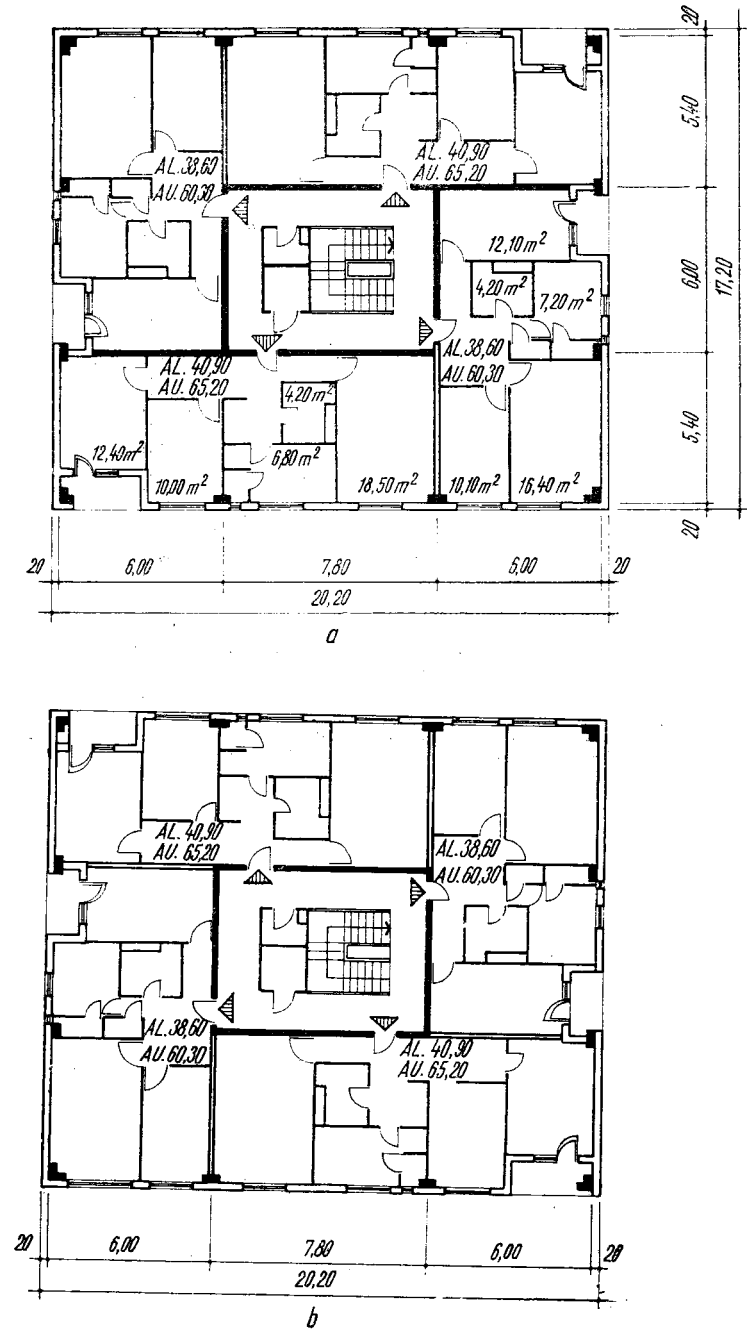 AL. 38,60
AU. 60,30
AL. 40,90
AU. 65,20
12,10 m²
4,20 m²
7,20 m²
AL. 38,60
AU. 60,30
AL. 40,90
AU. 65,20
12,40 m²
10,00 m²
4,20 m²
6,80 m²
18,50 m²
10,10 m²
16,40 m²
20
5,40
6,00
5,40
20
17,20
20
6,00
7,80
6,00
20
20,20
a
AL. 40,90
AU. 65,20
AL. 38,60
AU. 60,30
AL. 38,60
AU. 60,30
AL. 40,90
AU. 65,20
20
6,00
7,80
6,00
20
20,20
b